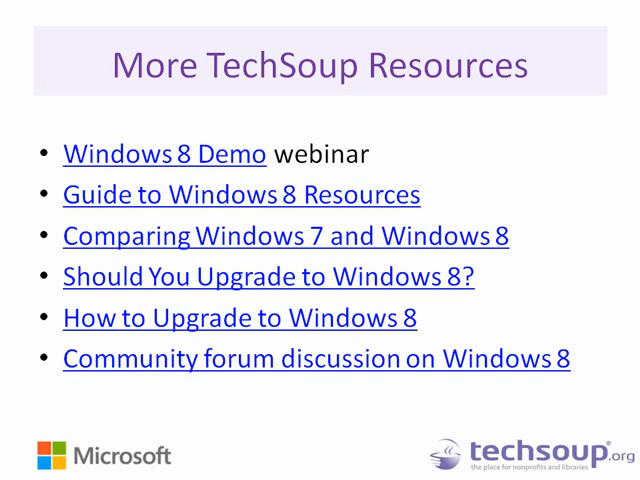 More TechSoup Resources
• Windows 8 Demo webinar
• Guide to Windows 8 Resources
• Comparing Windows 7 and Windows 8
• Should You Upgrade to Windows 8?
• How to Upgrade to Windows 8
• Community forum discussion on Windows 8
Microsoft
techsoup®.org
the place for nonprofits and libraries